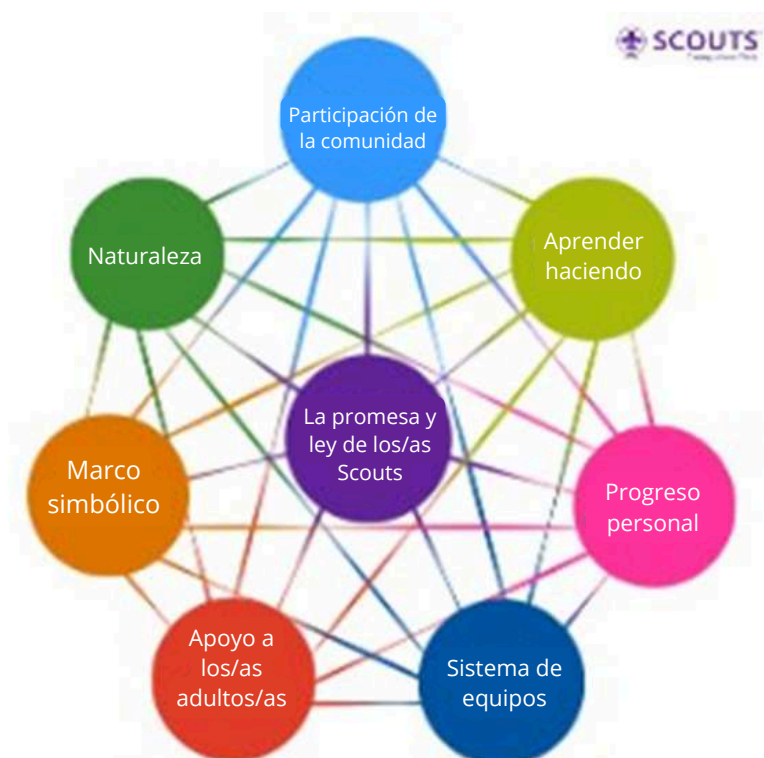 SCOUTS
Participación de
la comunidad
Naturaleza
Aprender
haciendo
La promesa y
ley de los/as
Scouts
Marco
simbólico
Progreso
personal
Apoyo a
los/as
adultos/as
Sistema de
equipos